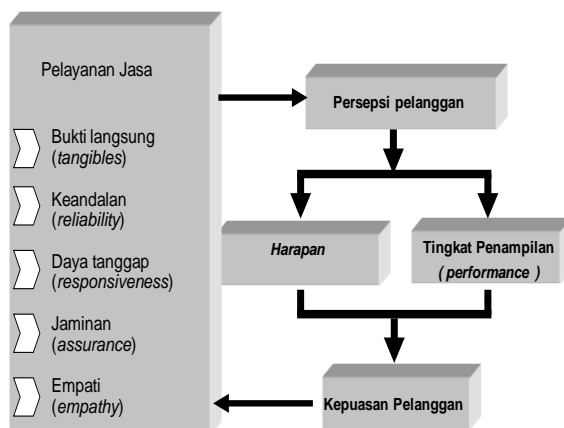 Pelayanan Jasa
Bukti langsung
(tangibles)
Keandalan
(reliability)
Daya tanggap
(responsiveness)
Jaminan
(assurance)
Empati
(empathy)
Persepsi pelanggan
Harapan
Tingkat Penampilan
( performance )
Kepuasan Pelanggan